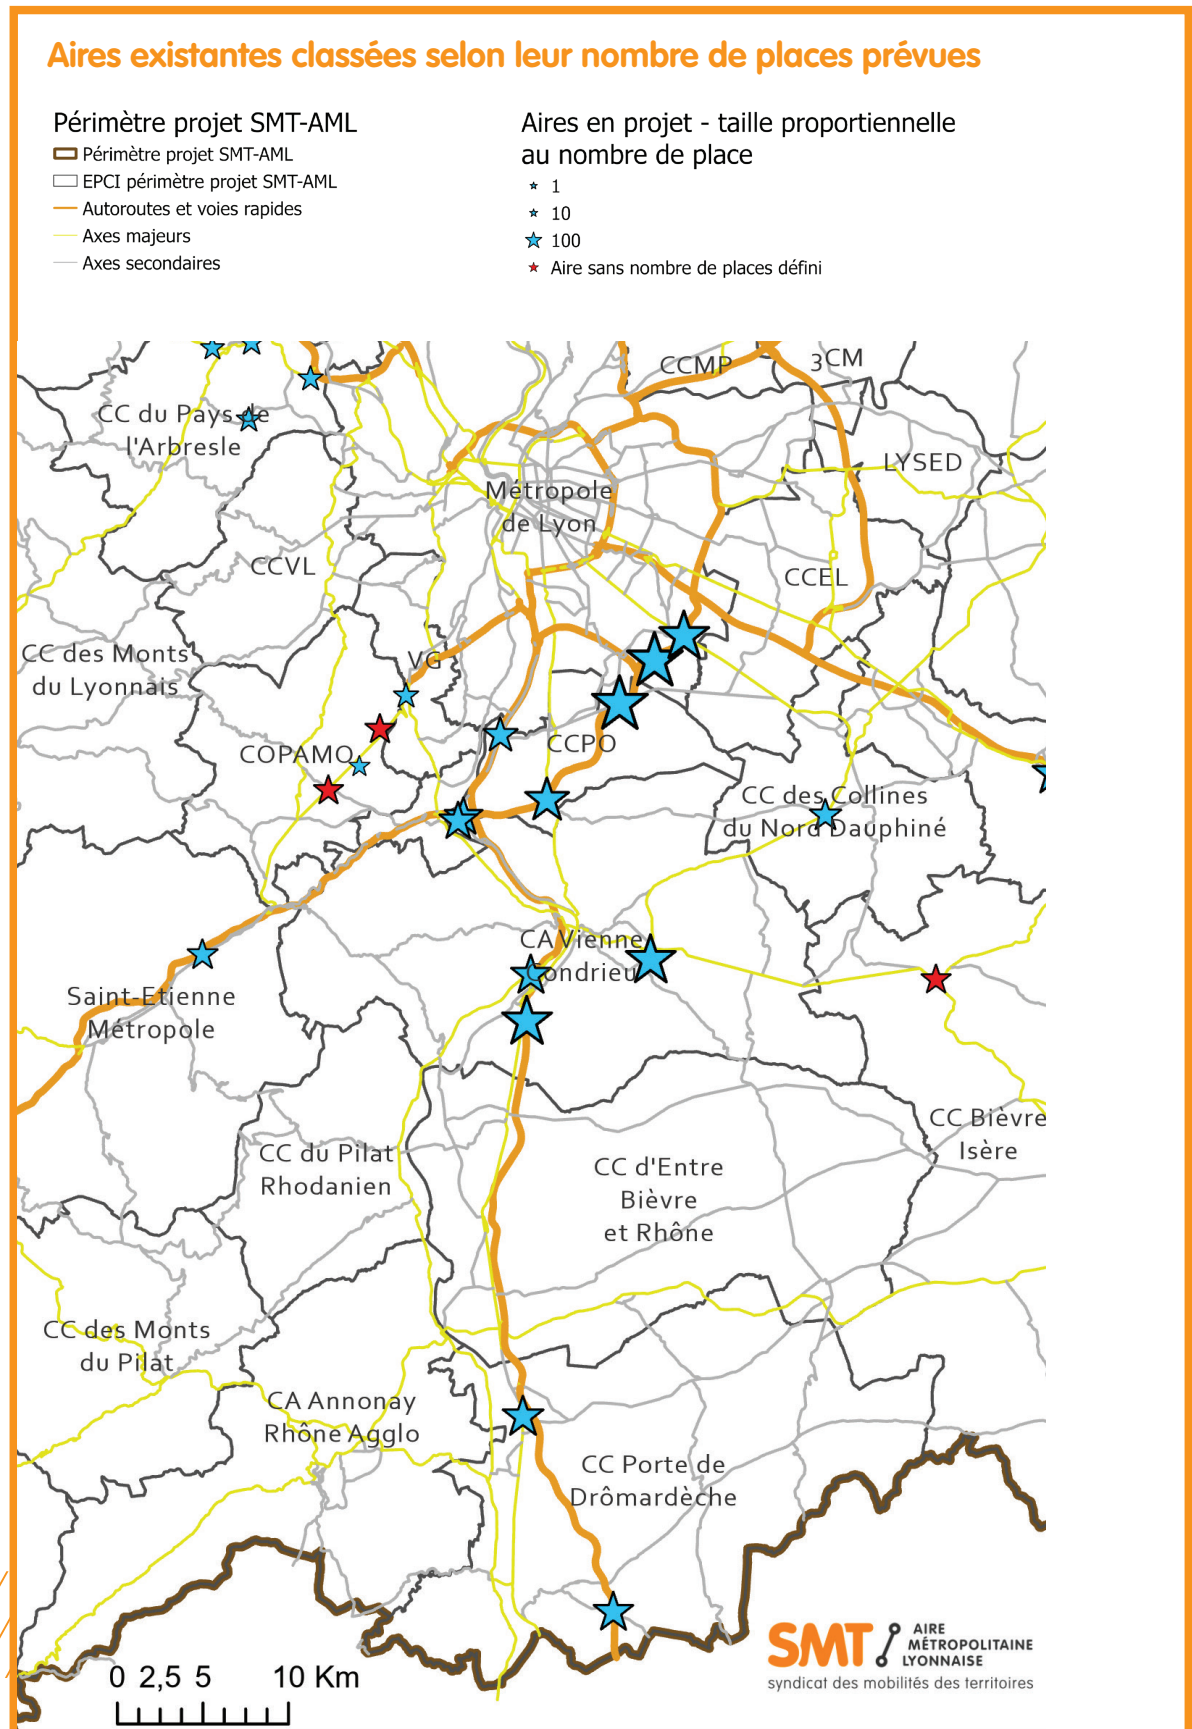 Aires existantes classées selon leur nombre de places prévues
Périmètre projet SMT-AML
Périmètre projet SMT-AML
EPCI périmètre projet SMT-AML
Autoroutes et voies rapides
Axes majeurs
Axes secondaires
Aires en projet - taille proportiennelle
au nombre de place
1
10
100
Aire sans nombre de places défini
CCMP
3CM
CC du Pays de
l'Arbresle
LYSED
Métropole
de Lyon
CCVL
CCEL
CC des Monts
du Lyonnais
VG
COPAMO
CCPO
CC des Collines
du Nord Dauphiné
CA Vienne
Condrieu
Saint-Etienne
Métropole
CC Bièvre
Isère
CC du Pilat
Rhodanien
CC d'Entre
Bièvre
et Rhône
CC des Monts
du Pilat
CA Annonay
Rhône Agglo
CC Porte de
Drômardèche
SMT
AIRE
MÉTROPOLITAINE
LYONNAISE
syndicat des mobilités des territoires
0 2,5 5 10 Km